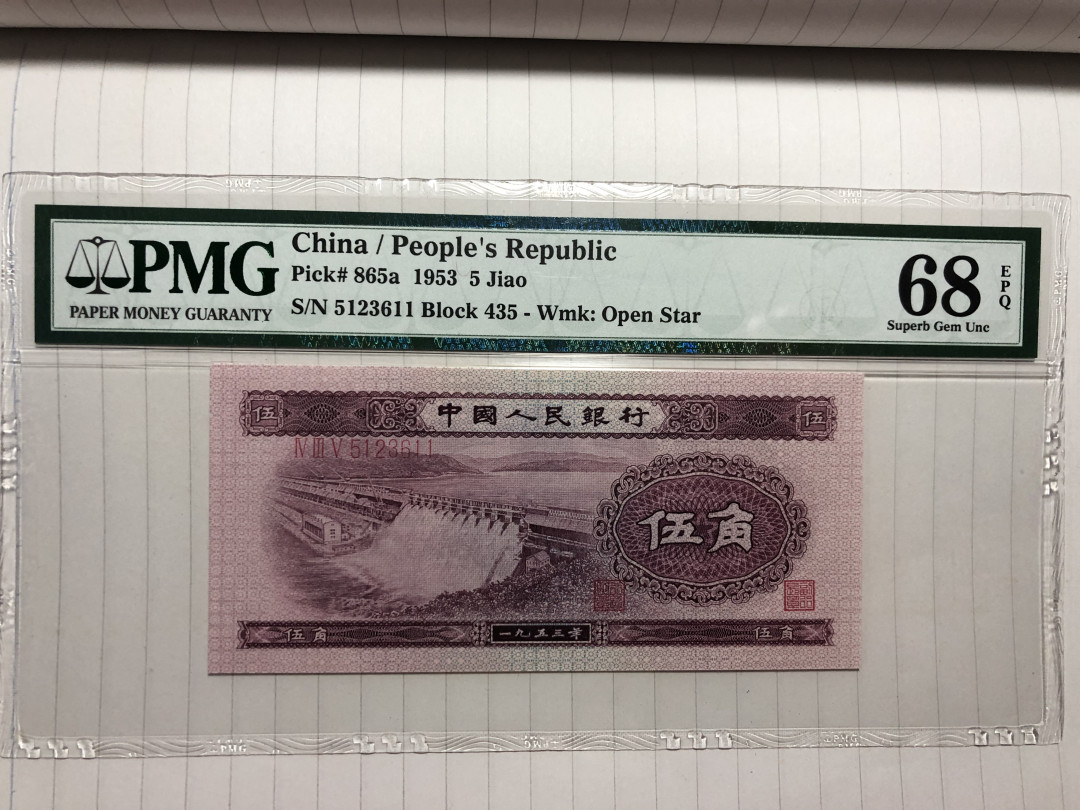 PMG
PAPER MONEY GUARANTY
China / People's Republic
Pick# 865a 1953 5 Jiao
S/N 5123611 Block 435 - Wmk: Open Star
68
EPQ
Superb Gem Unc
伍 中國人民銀行 伍
IV III V 5123611
伍角
伍角 一九五三年 伍角
PMG
PMG